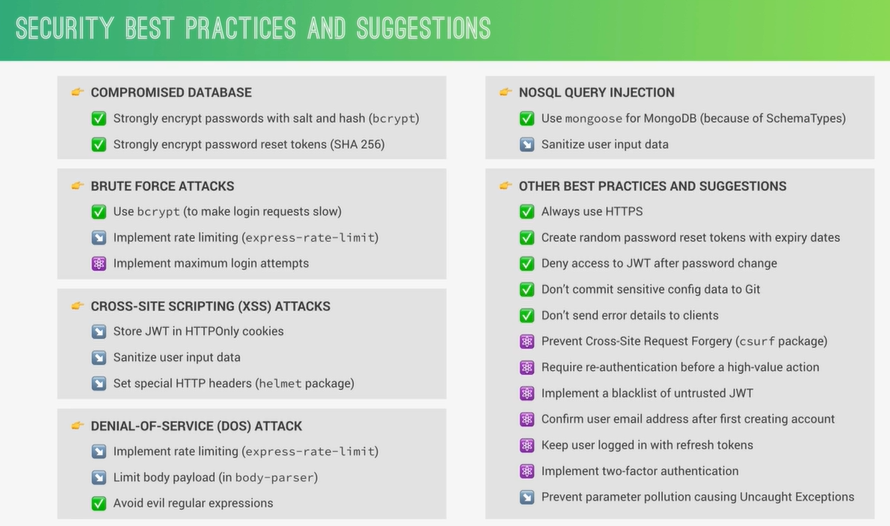 SECURITY BEST PRACTICES AND SUGGESTIONS
COMPROMISED DATABASE
Strongly encrypt passwords with salt and hash (bcrypt)
Strongly encrypt password reset tokens (SHA 256)
BRUTE FORCE ATTACKS
Use bcrypt (to make login requests slow)
Implement rate limiting (express-rate-limit)
Implement maximum login attempts
CROSS-SITE SCRIPTING (XSS) ATTACKS
Store JWT in HTTPOnly cookies
Sanitize user input data
Set special HTTP headers (helmet package)
DENIAL-OF-SERVICE (DOS) ATTACK
Implement rate limiting (express-rate-limit)
Limit body payload (in body-parser)
Avoid evil regular expressions
NOSQL QUERY INJECTION
Use mongoose for MongoDB (because of SchemaTypes)
Sanitize user input data
OTHER BEST PRACTICES AND SUGGESTIONS
Always use HTTPS
Create random password reset tokens with expiry dates
Deny access to JWT after password change
Don't commit sensitive config data to Git
Don't send error details to clients
Prevent Cross-Site Request Forgery (csurf package)
Require re-authentication before a high-value action
Implement a blacklist of untrusted JWT
Confirm user email address after first creating account
Keep user logged in with refresh tokens
Implement two-factor authentication
Prevent parameter pollution causing Uncaught Exceptions